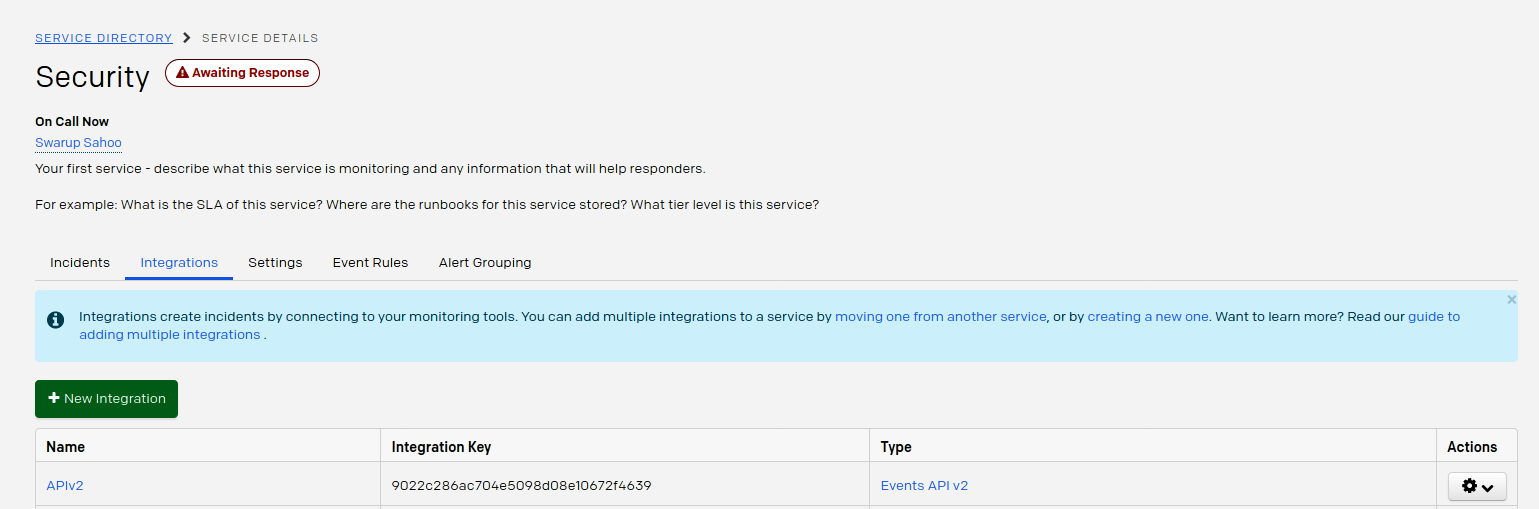 SERVICE DIRECTORY > SERVICE DETAILS
Security Awaiting Response
On Call Now
Swarup Sahoo
Your first service - describe what this service is monitoring and any information that will help responders.
For example: What is the SLA of this service? Where are the runbooks for this service stored? What tier level is this service?
Incidents Integrations Settings Event Rules Alert Grouping
Integrations create incidents by connecting to your monitoring tools. You can add multiple integrations to a service by moving one from another service, or by creating a new one. Want to learn more? Read our guide to
adding multiple integrations .
+ New Integration
Name Integration Key Type Actions
APIv2 9022c286ac704e5098d08e10672f4639 Events API v2